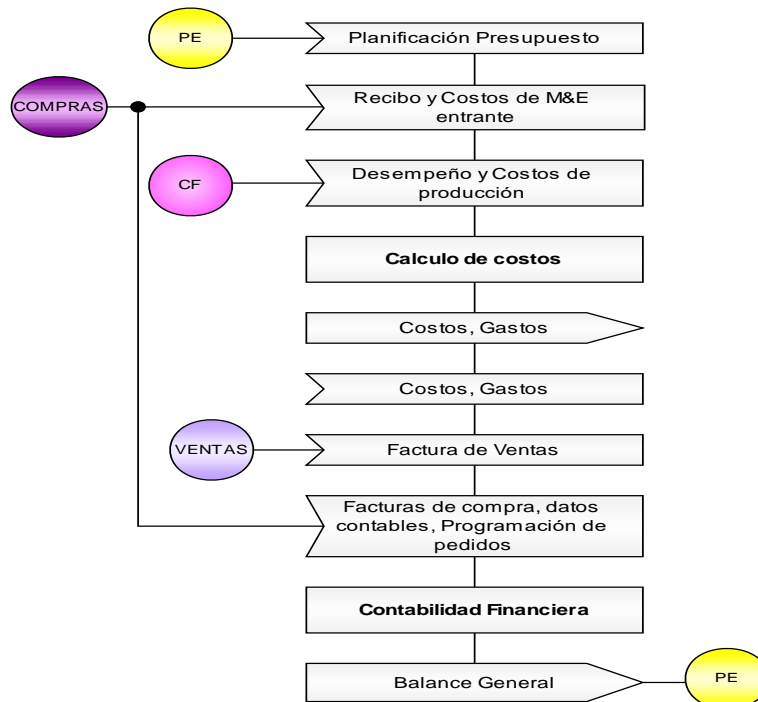 PE
Planificación Presupuesto
COMPRAS
Recibo y Costos de M&E
entrante
CF
Desempeño y Costos de
producción
Calculo de costos
Costos, Gastos
Costos, Gastos
VENTAS
Factura de Ventas
Facturas de compra, datos
contables, Programación de
pedidos
Contabilidad Financiera
Balance General
PE